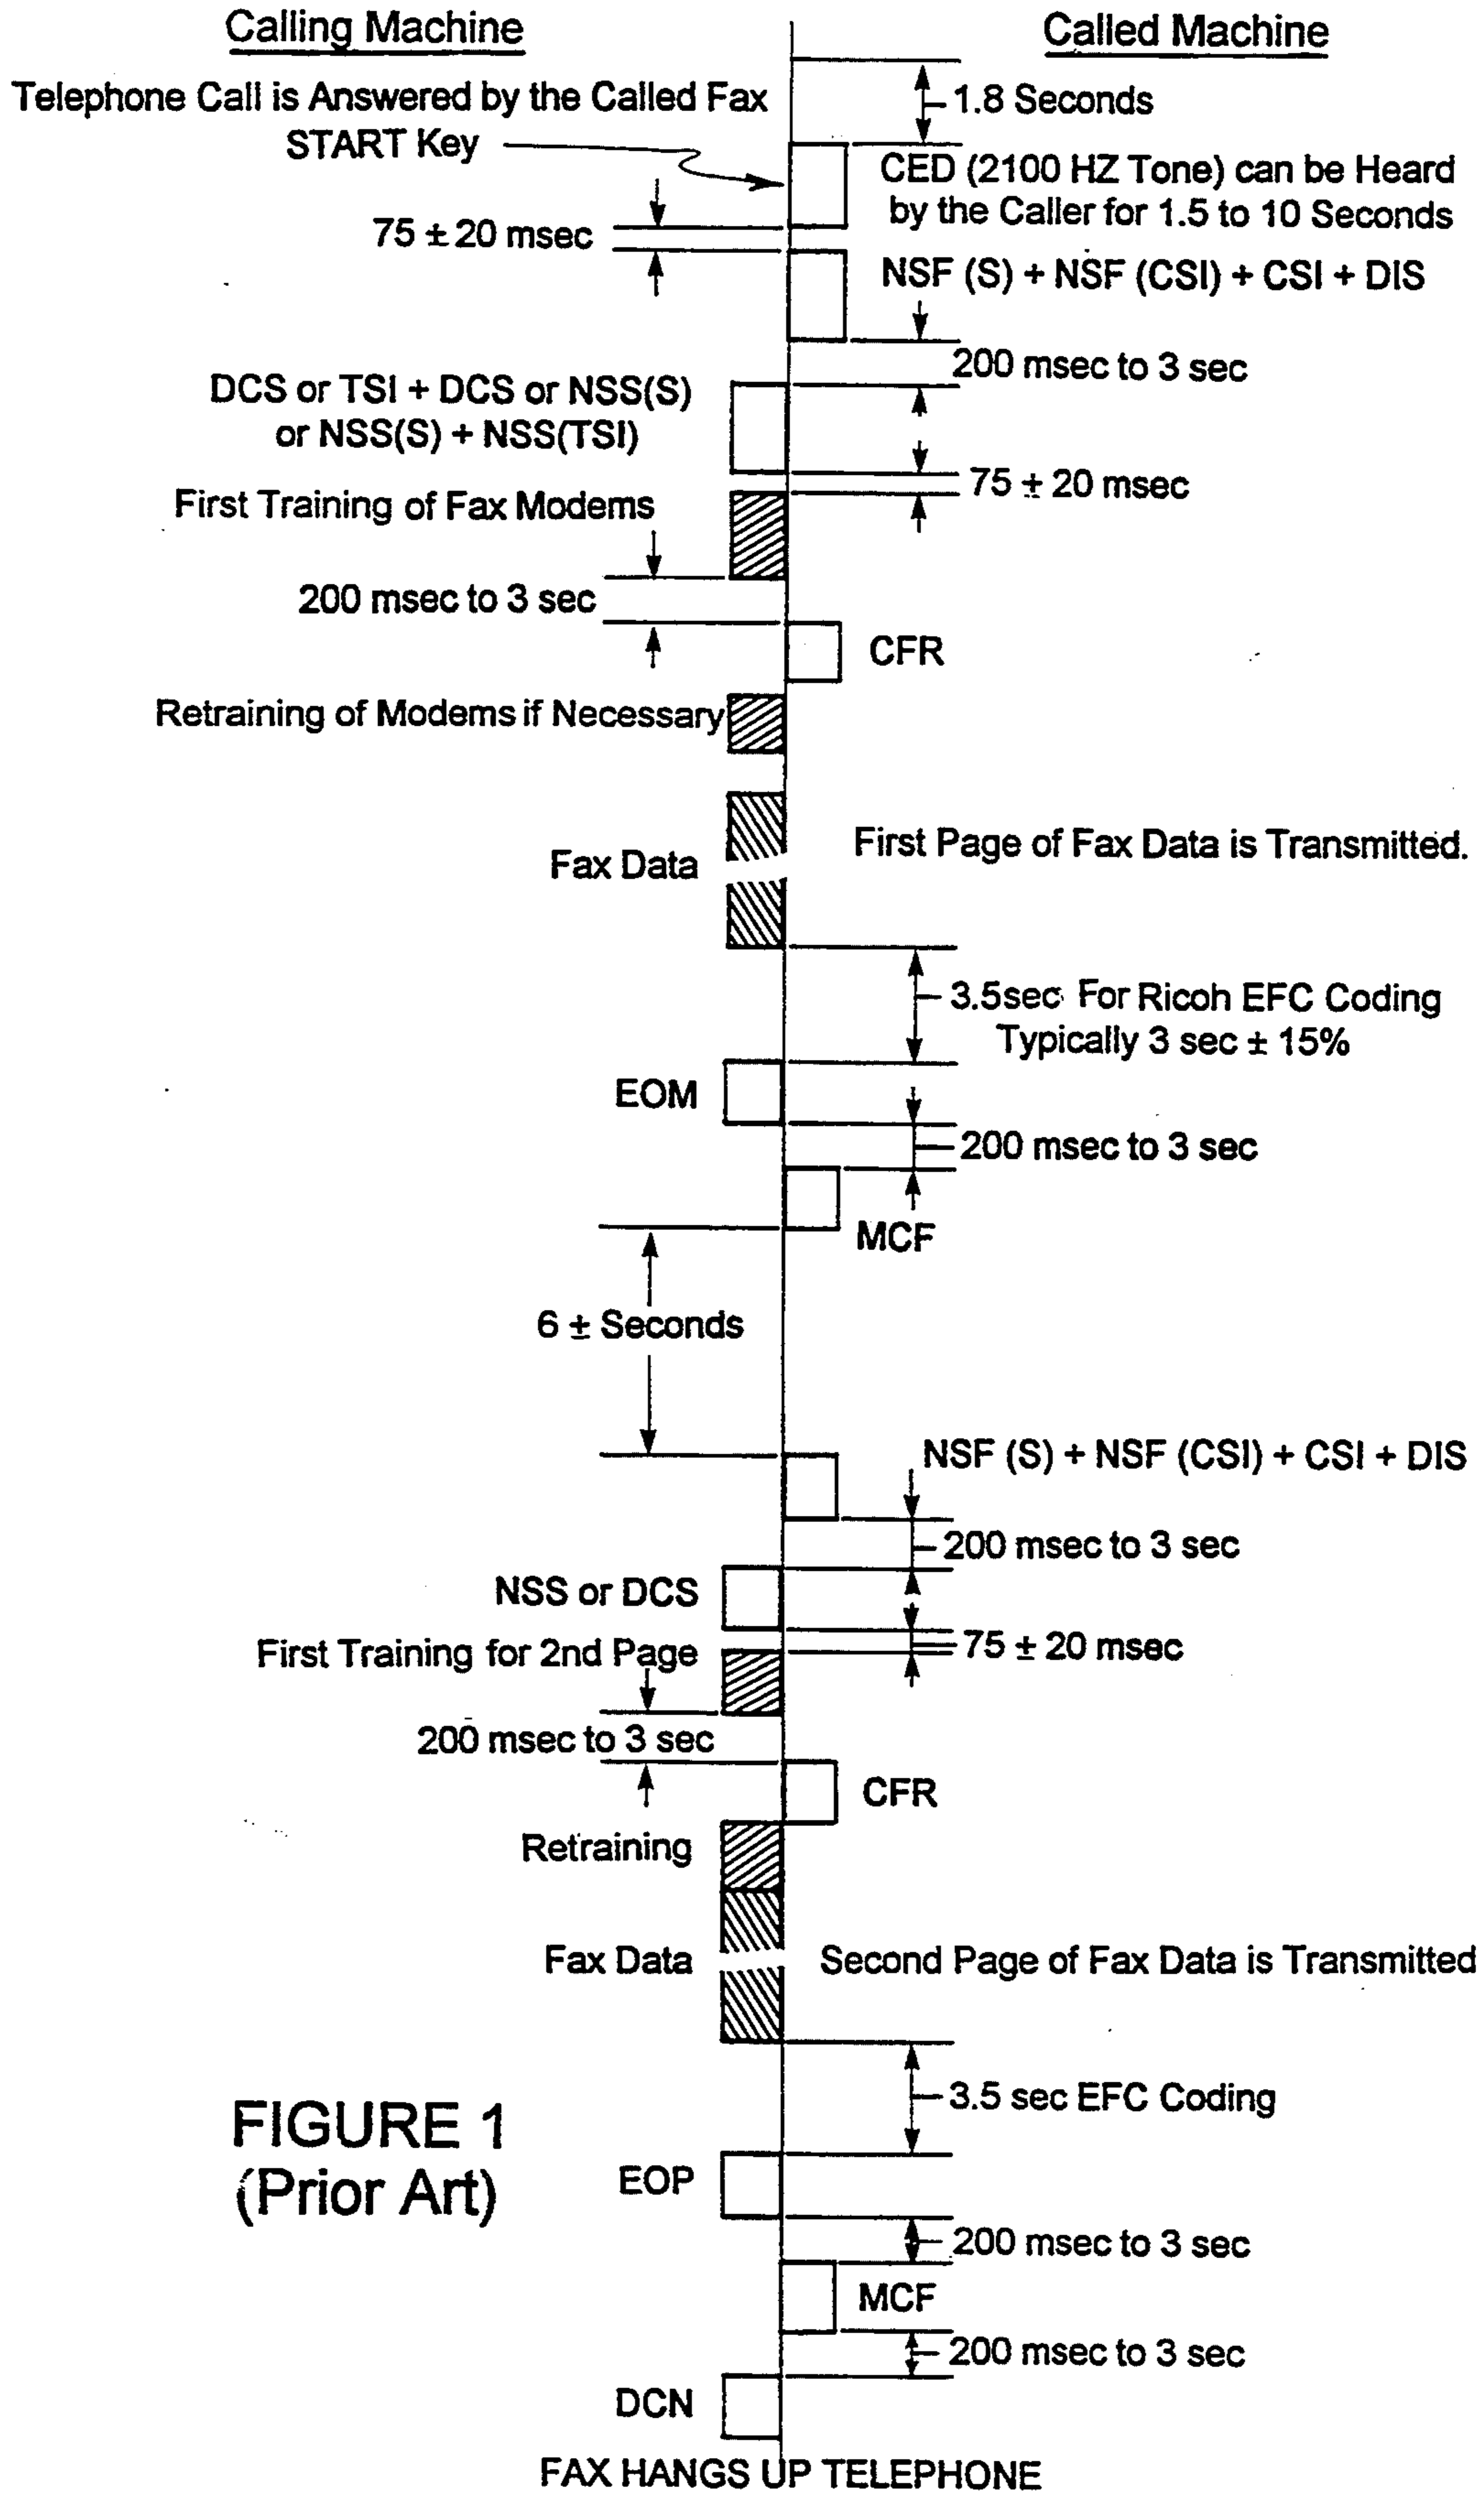 Calling Machine
Called Machine
Telephone Call is Answered by the Called Fax
START Key
1.8 Seconds
CED (2100 HZ Tone) can be Heard
by the Caller for 1.5 to 10 Seconds
75 ± 20 msec
NSF (S) + NSF (CSI) + CSI + DIS
200 msec to 3 sec
DCS or TSI + DCS or NSS(S)
or NSS(S) + NSS(TSI)
75 ± 20 msec
First Training of Fax Modems
200 msec to 3 sec
CFR
Retraining of Modems if Necessary
Fax Data
First Page of Fax Data is Transmitted.
3.5sec For Ricoh EFC Coding
Typically 3 sec ± 15%
EOM
200 msec to 3 sec
MCF
6 ± Seconds
NSF (S) + NSF (CSI) + CSI + DIS
200 msec to 3 sec
NSS or DCS
75 ± 20 msec
First Training for 2nd Page
200 msec to 3 sec
CFR
Retraining
Fax Data
Second Page of Fax Data is Transmitted
3.5 sec EFC Coding
FIGURE 1
(Prior Art)
EOP
200 msec to 3 sec
MCF
200 msec to 3 sec
DCN
FAX HANGS UP TELEPHONE